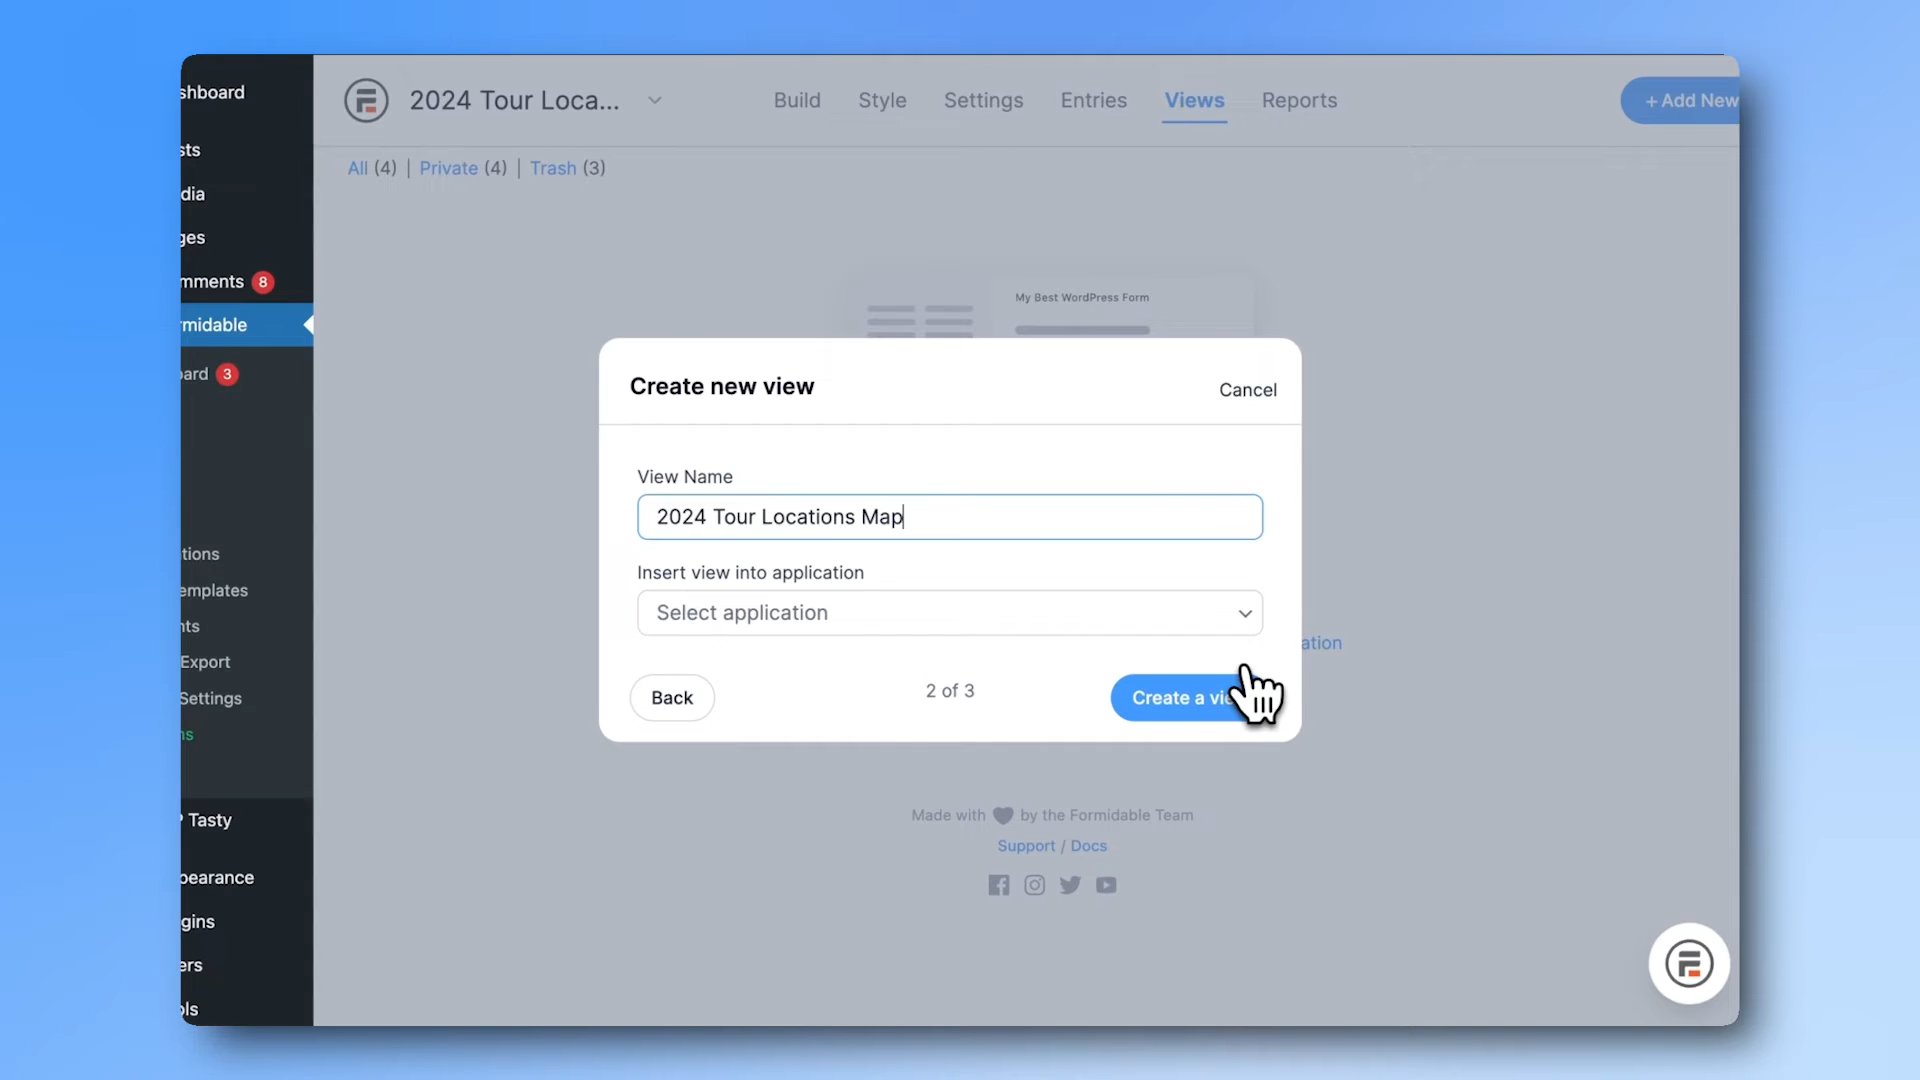 shboard
sts
dia
ges
mments 8
rmidable
oard 3
tions
emplates
nts
Export
Settings
ns
Tasty
pearance
gins
ers
ols
2024 Tour Loca...
Build Style Settings Entries Views Reports
+ Add New
All (4) | Private (4) | Trash (3)
My Best WordPress Form
Create new view
Cancel
View Name
2024 Tour Locations Map
Insert view into application
Select application
ation
Back
2 of 3
Create a vie
Made with by the Formidable Team
Support / Docs